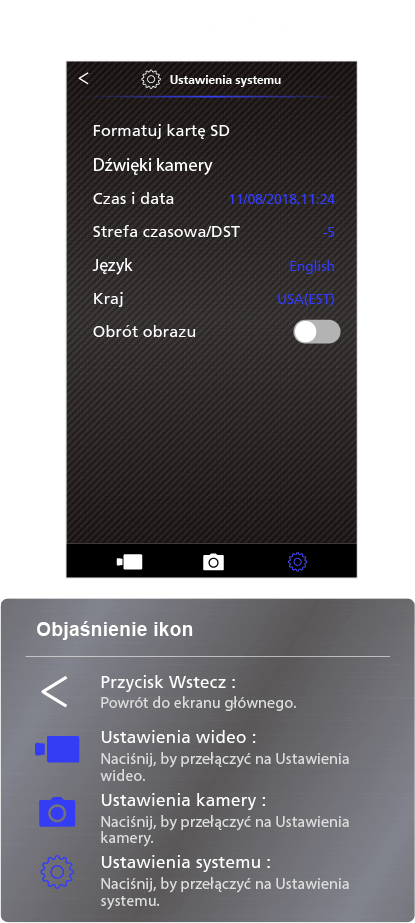 Ustawienia systemu
Formatuj kartę SD
Dźwięki kamery
Czas i data 11/08/2018,11:24
Strefa czasowa/DST -5
Język English
Kraj USA(EST)
Obrót obrazu
Objaśnienie ikon
Przycisk Wstecz :
Powrót do ekranu głównego.
Ustawienia wideo :
Naciśnij, by przełączyć na Ustawienia
wideo.
Ustawienia kamery :
Naciśnij, by przełączyć na Ustawienia
kamery.
Ustawienia systemu :
Naciśnij, by przełączyć na Ustawienia
systemu.